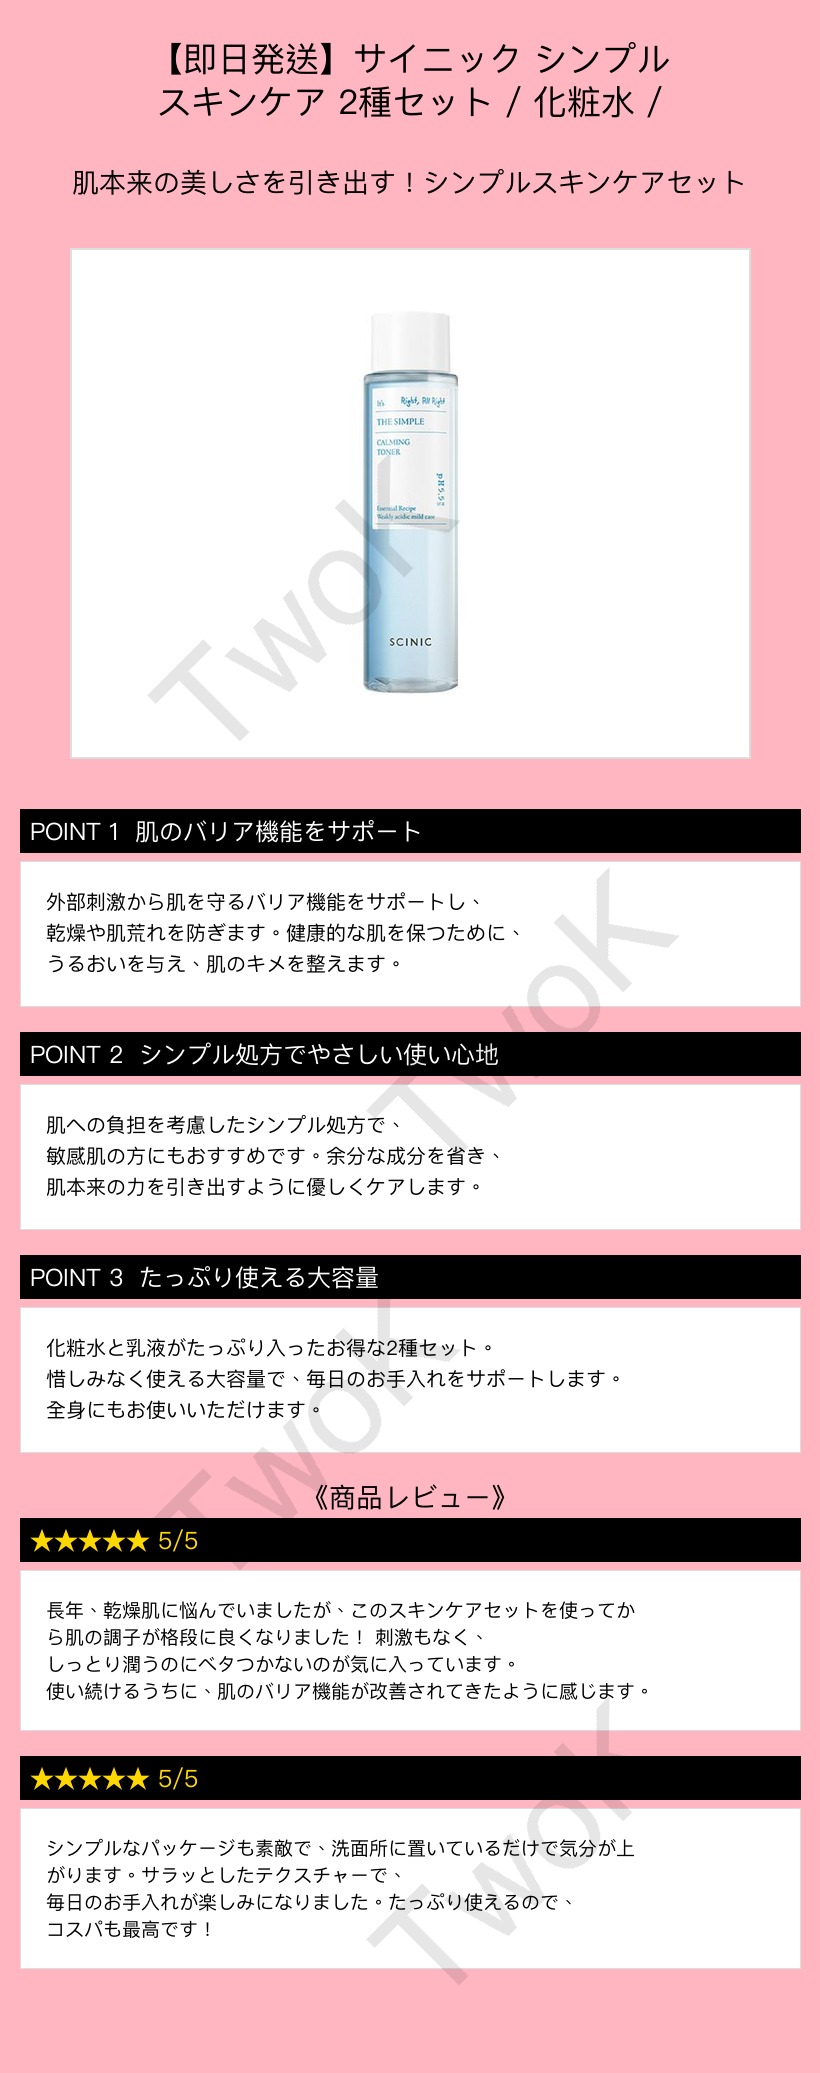 【即日発送】サイニック シンプル
スキンケア 2種セット / 化粧水 /
肌本来の美しさを引き出す！シンプルスキンケアセット
It's Right, All Right
THE SIMPLE
CALMING
TONER
pH5.5
Essential Recipe
Weakly acidic mild care
SCINIC
TwoK
POINT 1 肌のバリア機能をサポート
外部刺激から肌を守るバリア機能をサポートし、
乾燥や肌荒れを防ぎます。健康的な肌を保つために、
うるおいを与え、肌のキメを整えます。
TwoK
POINT 2 シンプル処方でやさしい使い心地
肌への負担を考慮したシンプル処方で、
敏感肌の方にもおすすめです。余分な成分を省き、
肌本来の力を引き出すように優しくケアします。
POINT 3 たっぷり使える大容量
化粧水と乳液がたっぷり入ったお得な2種セット。
惜しみなく使える大容量で、毎日のお手入れをサポートします。
全身にもお使いいただけます。
TwoK
《商品レビュー》
★★★★★ 5/5
長年、乾燥肌に悩んでいましたが、このスキンケアセットを使ってか
ら肌の調子が格段に良くなりました！ 刺激もなく、
しっとり潤うのにベタつかないのが気に入っています。
使い続けるうちに、肌のバリア機能が改善されてきたように感じます。
★★★★★ 5/5
シンプルなパッケージも素敵で、洗面所に置いているだけで気分が上
がります。サラッとしたテクスチャーで、
毎日のお手入れが楽しみになりました。たっぷり使えるので、
コスパも最高です！
TwoK